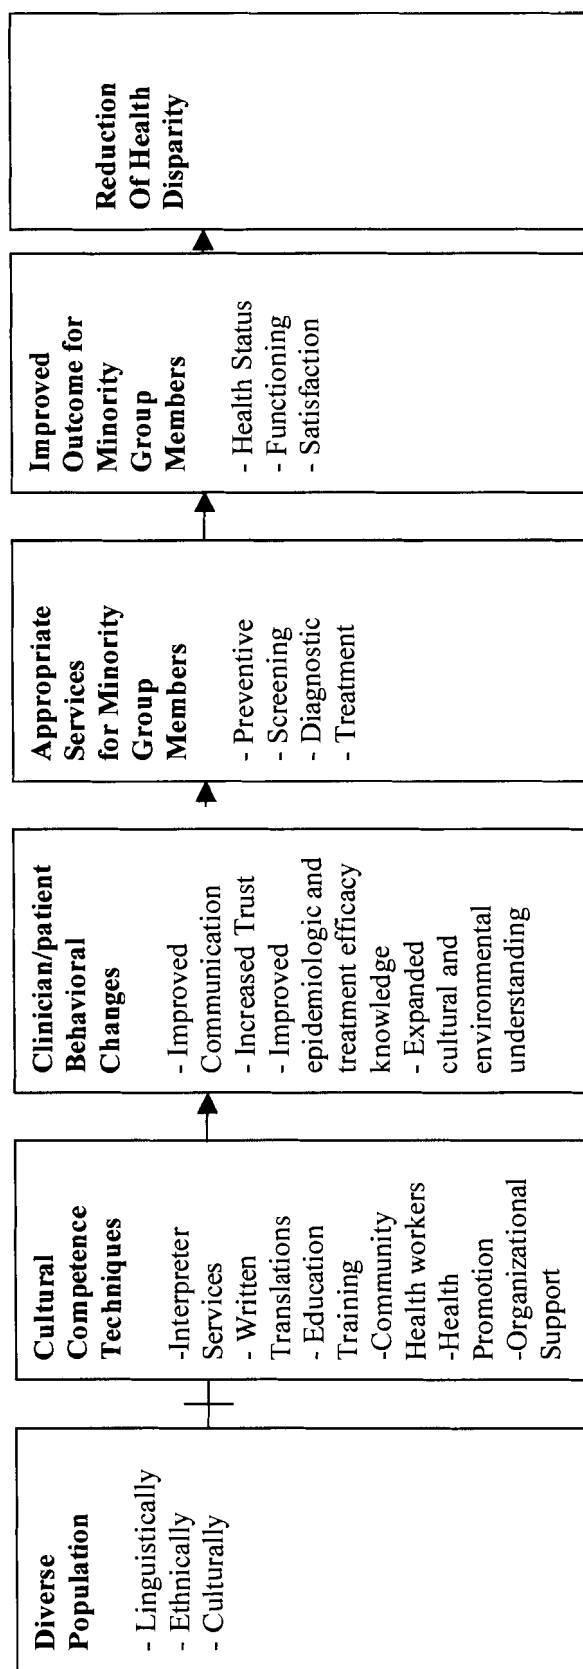 Diverse
Population
- Linguistically
- Ethnically
- Culturally
Cultural
Competence
Techniques
-Interpreter
Services
- Written
Translations
- Education
Training
-Community
Health workers
-Health
Promotion
-Organizational
Support
Clinician/patient
Behavioral
Changes
- Improved
Communication
- Increased Trust
- Improved
epidemiologic and
treatment efficacy
knowledge
- Expanded
cultural and
environmental
understanding
Appropriate
Services
for Minority
Group
Members
- Preventive
- Screening
- Diagnostic
- Treatment
Improved
Outcome for
Minority
Group
Members
- Health Status
- Functioning
- Satisfaction
Reduction
Of Health
Disparity